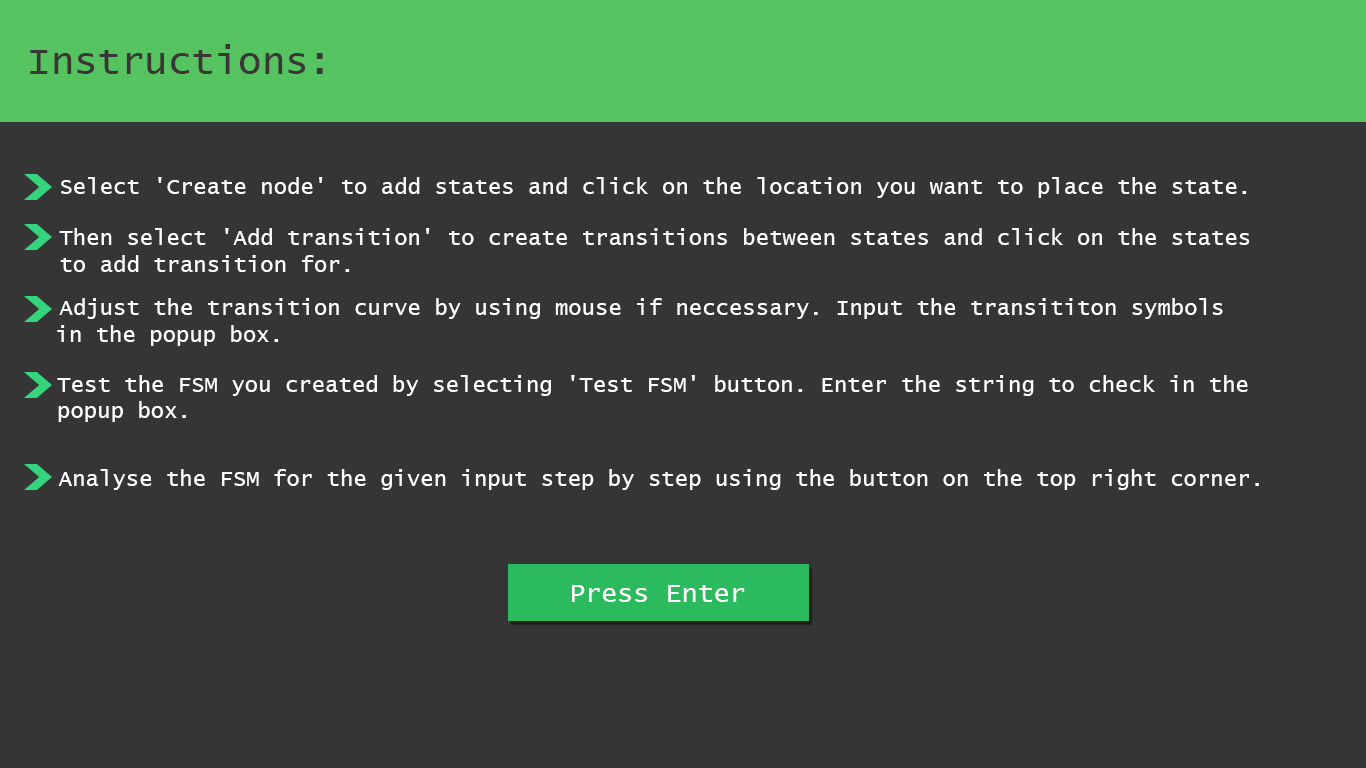 Instructions:
Select 'Create node' to add states and click on the location you want to place the state.
Then select 'Add transition' to create transitions between states and click on the states
to add transition for.
Adjust the transition curve by using mouse if neccessary. Input the transititon symbols
in the popup box.
Test the FSM you created by selecting 'Test FSM' button. Enter the string to check in the
popup box.
Analyse the FSM for the given input step by step using the button on the top right corner.
Press Enter